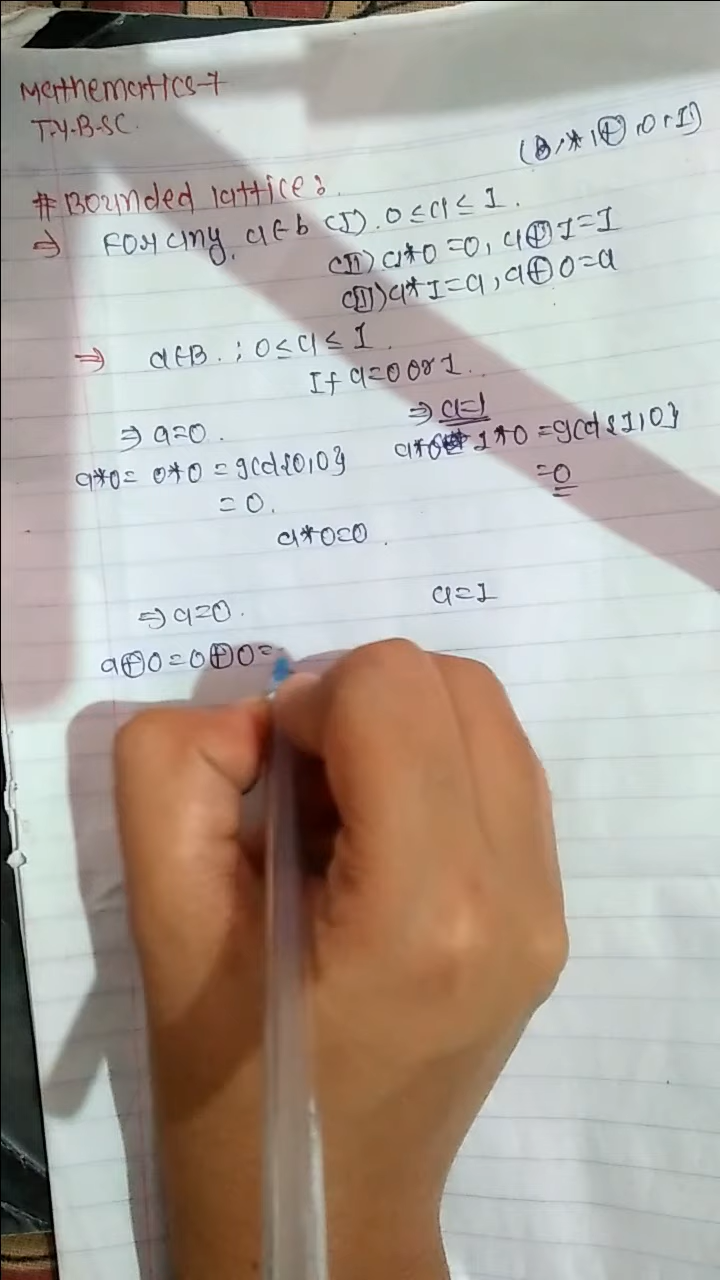 Mathematics-7
T.Y.B.SC.
(B, *, ⊕, 0, I)
# Bounded lattice:
⇒ For any, a∈b (I). 0≤a≤1.
(II) a*0=0, a⊕I=I
(III) a*I=a, a⊕0=a
⇒ a∈B. ; 0≤a≤I.
If a=0 or 1.
⇒ a=0.
a*0= 0*0 = gcd{0,0}
= 0.
a*0=0.
⇒ a=1
a*0 1*0 = gcd{1,0}
=0
⇒ a=0.
a⊕0=0⊕0=
a=1